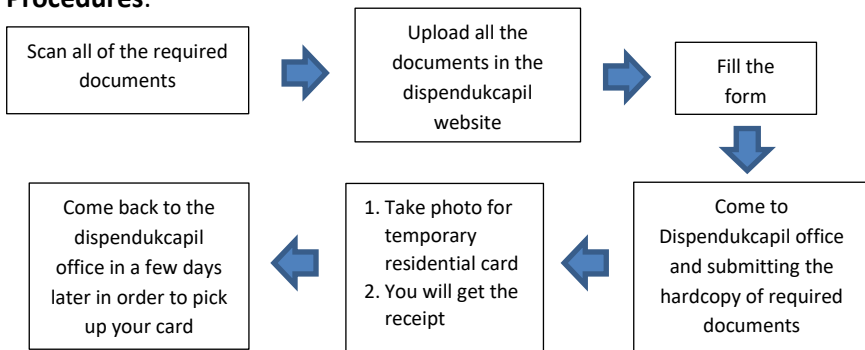 Procedures:
Scan all of the required
documents
Upload all the
documents in the
dispendukcapil
website
Fill the
form
Come to
Dispendukcapil office
and submitting the
hardcopy of required
documents
1. Take photo for
temporary
residential card
2. You will get the
receipt
Come back to the
dispendukcapil
office in a few days
later in order to pick
up your card